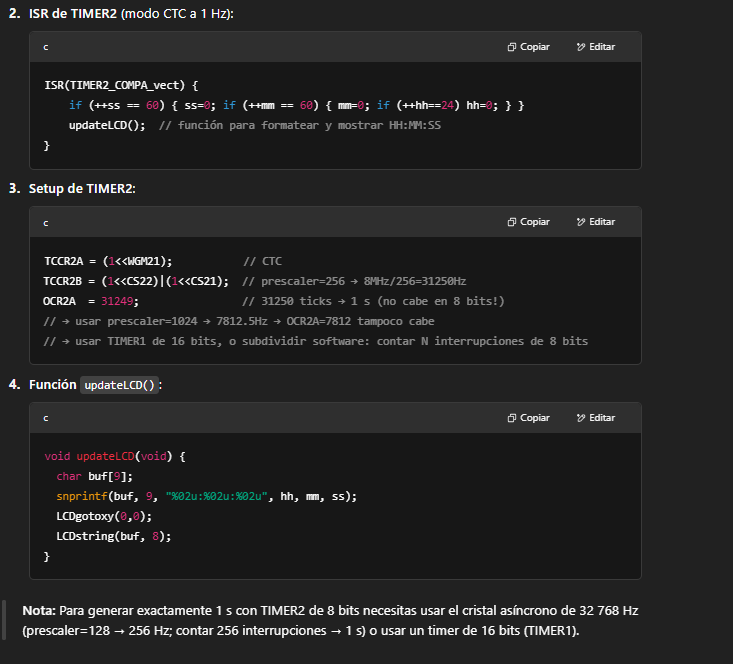 2. ISR de TIMER2 (modo CTC a 1 Hz):
c Copiar Editar
ISR(TIMER2_COMPA_vect) {
    if (++ss == 60) { ss=0; if (++mm == 60) { mm=0; if (++hh==24) hh=0; } }
    updateLCD();  // función para formatear y mostrar HH:MM:SS
}
3. Setup de TIMER2:
c Copiar Editar
TCCR2A = (1<<WGM21);           // CTC
TCCR2B = (1<<CS22)|(1<<CS21);  // prescaler=256 → 8MHz/256=31250Hz
OCR2A  = 31249;                // 31250 ticks → 1 s (no cabe en 8 bits!)
// → usar prescaler=1024 → 7812.5Hz → OCR2A=7812 tampoco cabe
// → usar TIMER1 de 16 bits, o subdividir software: contar N interrupciones de 8 bits
4. Función updateLCD():
c Copiar Editar
void updateLCD(void) {
  char buf[9];
  snprintf(buf, 9, "%02u:%02u:%02u", hh, mm, ss);
  LCDgotoxy(0,0);
  LCDstring(buf, 8);
}
Nota: Para generar exactamente 1 s con TIMER2 de 8 bits necesitas usar el cristal asíncrono de 32 768 Hz
(prescaler=128 → 256 Hz; contar 256 interrupciones → 1 s) o usar un timer de 16 bits (TIMER1).